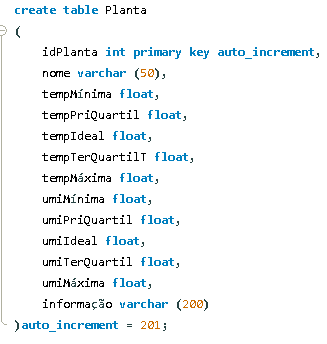 create table Planta
(
idPlanta int primary key auto_increment,
nome varchar (50),
tempMínima float,
tempPriQuartil float,
tempIdeal float,
tempTerQuartilT float,
tempMáxima float,
umiMínima float,
umiPriQuartil float,
umiIdeal float,
umiTerQuartil float,
umiMáxima float,
informação varchar (200)
)auto_increment = 201;